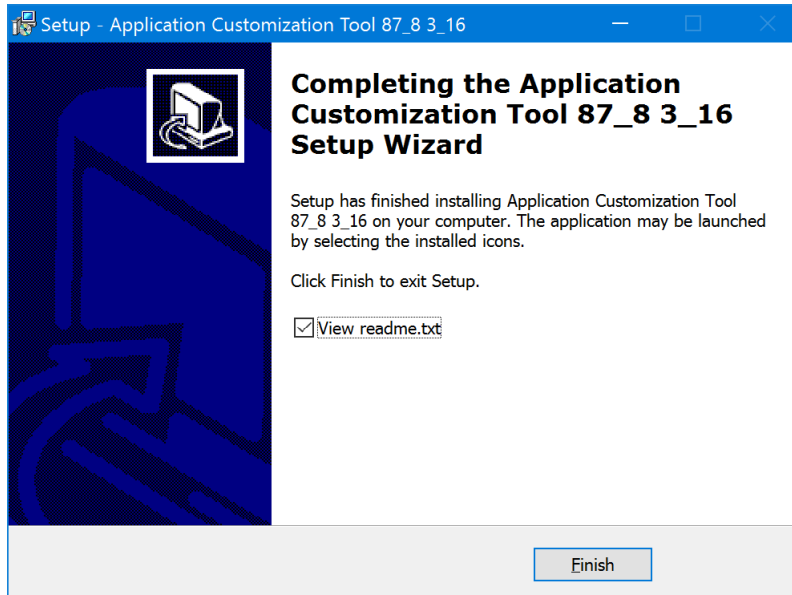 Setup - Application Customization Tool 87_8 3_16
Completing the Application
Customization Tool 87_8 3_16
Setup Wizard
Setup has finished installing Application Customization Tool
87_8 3_16 on your computer. The application may be launched
by selecting the installed icons.
Click Finish to exit Setup.
View readme.txt
Finish